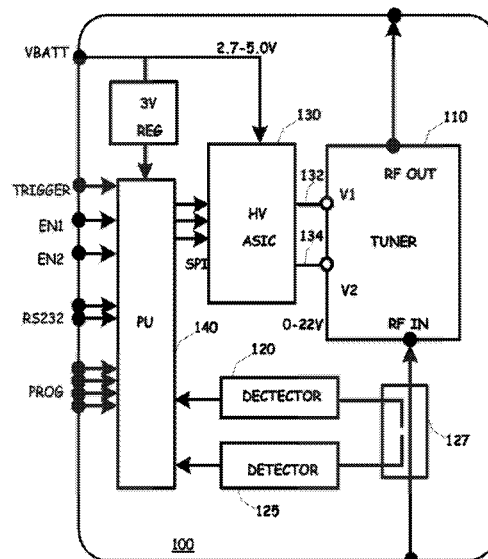 VBATT
2.7-5.0V
3V
REG
130
110
TRIGGER
EN1
EN2
RS232
PROG
PU
SPI
HV
ASIC
132
134
V1
V2
RF OUT
TUNER
RF IN
0-22V
140
120
DECTECTOR
127
DETECTOR
125
100